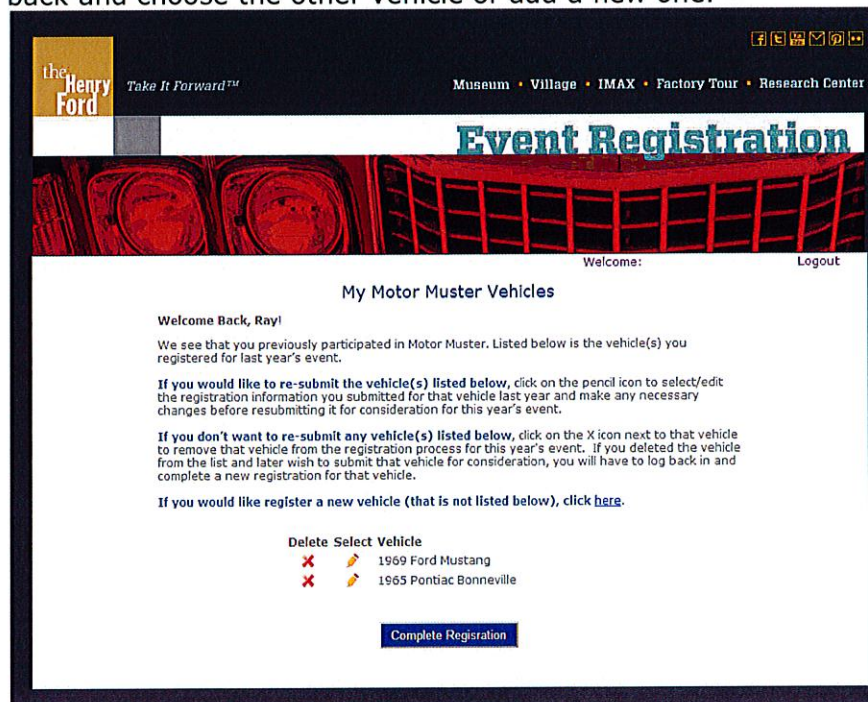 back and choose the other vehicle or add a new one.
the
Henry
Ford
Take It Forward™
Museum • Village • IMAX • Factory Tour • Research Center
Event Registration
Welcome:
Logout
My Motor Muster Vehicles
Welcome Back, Ray!
We see that you previously participated in Motor Muster. Listed below is the vehicle(s) you
registered for last year's event.
If you would like to re-submit the vehicle(s) listed below, click on the pencil icon to select/edit
the registration information you submitted for that vehicle last year and make any necessary
changes before resubmitting it for consideration for this year's event.
If you don't want to re-submit any vehicle(s) listed below, click on the X icon next to that vehicle
to remove that vehicle from the registration process for this year's event. If you deleted the vehicle
from the list and later wish to submit that vehicle for consideration, you will have to log back in and
complete a new registration for that vehicle.
If you would like register a new vehicle (that is not listed below), click here.
Delete Select Vehicle
1969 Ford Mustang
1965 Pontiac Bonneville
Complete Regisration